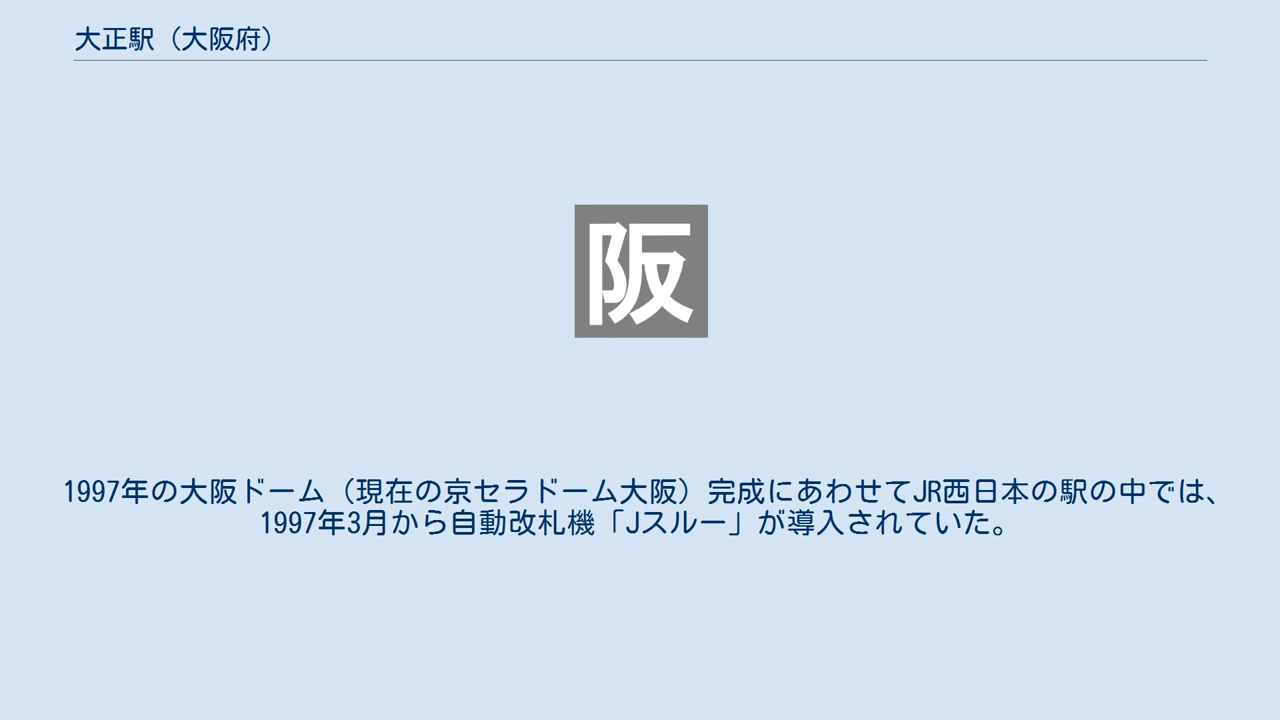 大正駅（大阪府）
阪
1997年の大阪ドーム（現在の京セラドーム大阪）完成にあわせてJR西日本の駅の中では、
1997年3月から自動改札機「Jスルー」が導入されていた。